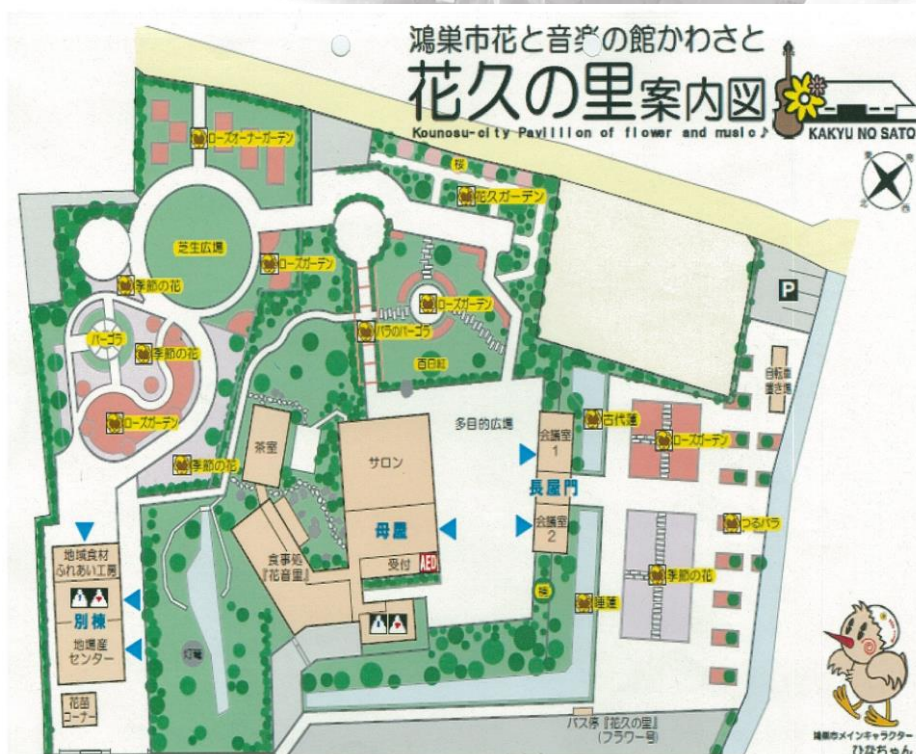 鴻巣市花と音楽の館かわさと
花久の里案内図
Kounosu-city Pavillion of flower and music♪
KAKYU NO SATO
東
南
北
西
ローズオーナーガーデン
桜
花久ガーデン
芝生広場
ローズガーデン
季節の花
P
ローズガーデン
パーゴラ
バラのパーゴラ
季節の花
百日紅
自転車
置き場
ローズガーデン
多目的広場
古代蓮
会議室
1
ローズガーデン
茶室
サロン
季節の花
長屋門
母屋
会議室
2
つるバラ
地域食材
ふれあい工房
食事処
『花音里』
受付
AED
季節の花
別棟
睡蓮
地場産
センター
灯篭
花苗
コーナー
バス停『花久の里』
(フラワー号)
鴻巣市メインキャラクター